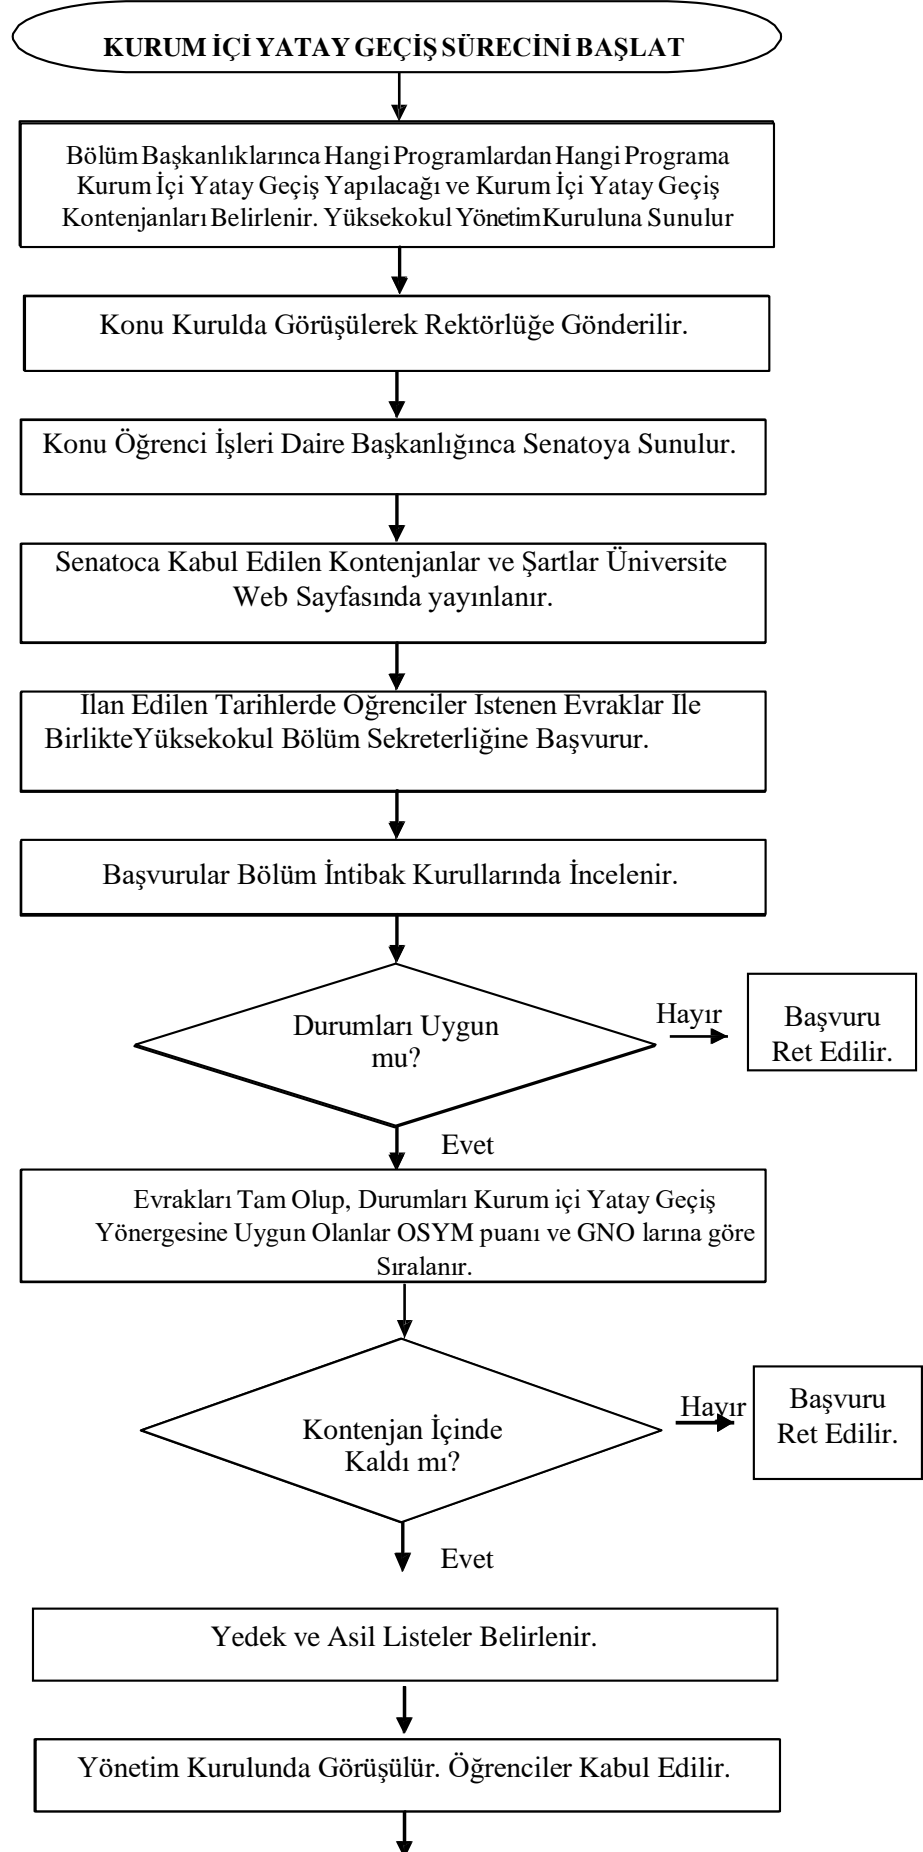 KURUM İÇİ YATAY GEÇİŞ SÜRECİNİ BAŞLAT
Bölüm Başkanlıklarınca Hangi Programlardan Hangi Programa
Kurum İçi Yatay Geçiş Yapılacağı ve Kurum İçi Yatay Geçiş
Kontenjanları Belirlenir. Yüksekokul Yönetim Kuruluna Sunulur
Konu Kurulda Görüşülerek Rektörlüğe Gönderilir.
Konu Öğrenci İşleri Daire Başkanlığınca Senatoya Sunulur.
Senatoca Kabul Edilen Kontenjanlar ve Şartlar Üniversite
Web Sayfasında yayınlanır.
Ilan Edilen Tarihlerde Oğrenciler Istenen Evraklar Ile
BirlikteYüksekokul Bölüm Sekreterliğine Başvurur.
Başvurular Bölüm İntibak Kurullarında İncelenir.
Durumları Uygun
mu?
Hayır
Başvuru
Ret Edilir.
Evet
Evrakları Tam Olup, Durumları Kurum içi Yatay Geçiş
Yönergesine Uygun Olanlar OSYM puanı ve GNO larına göre
Sıralanır.
Kontenjan İçinde
Kaldı mı?
Hayır
Başvuru
Ret Edilir.
Evet
Yedek ve Asil Listeler Belirlenir.
Yönetim Kurulunda Görüşülür. Öğrenciler Kabul Edilir.